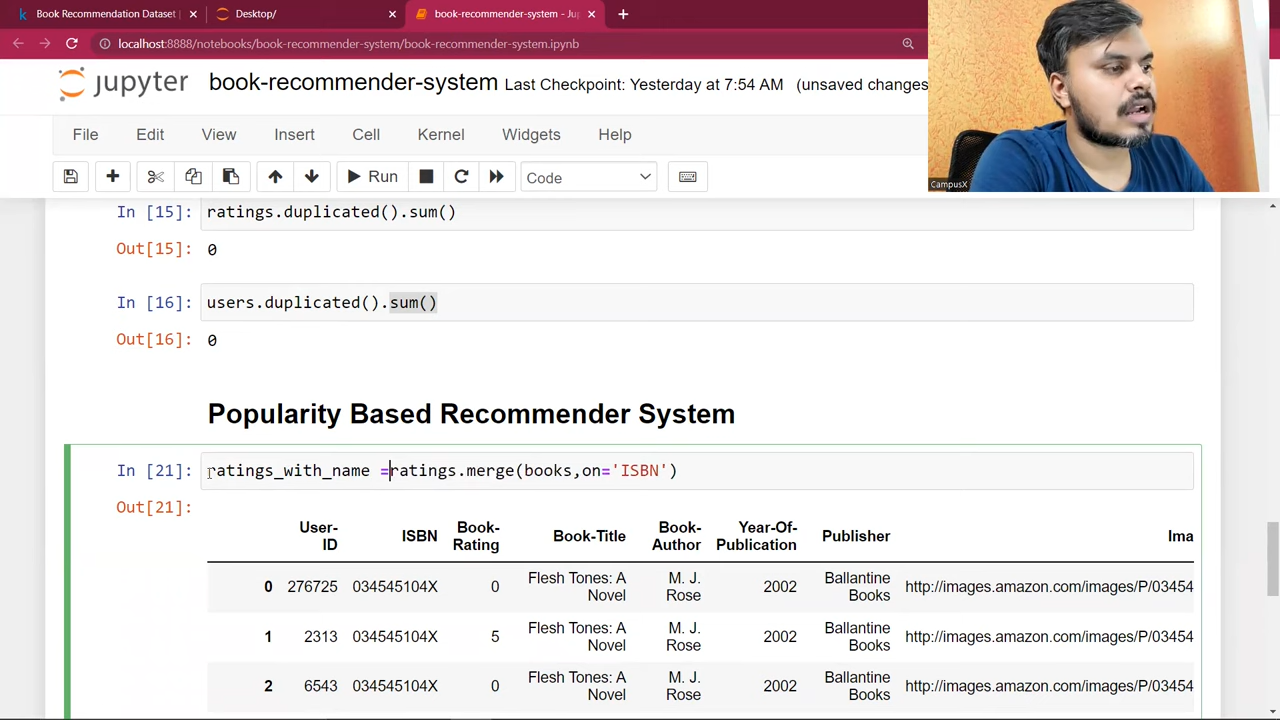 Book Recommendation Dataset
Desktop/
book-recommender-system - Ju
localhost:8888/notebooks/book-recommender-system/book-recommender-system.ipynb
jupyter
book-recommender-system Last Checkpoint: Yesterday at 7:54 AM (unsaved changes
File Edit View Insert Cell Kernel Widgets Help
Run Code
CampusX
In [15]: ratings.duplicated().sum()
Out[15]: 0
In [16]: users.duplicated().sum()
Out[16]: 0
Popularity Based Recommender System
In [21]: ratings_with_name =ratings.merge(books,on='ISBN')
Out[21]:
User-ID ISBN Book-Rating Book-Title Book-Author Year-Of-Publication Publisher Ima
0 276725 034545104X 0 Flesh Tones: A Novel M. J. Rose 2002 Ballantine Books http://images.amazon.com/images/P/03454
1 2313 034545104X 5 Flesh Tones: A Novel M. J. Rose 2002 Ballantine Books http://images.amazon.com/images/P/03454
2 6543 034545104X 0 Flesh Tones: A Novel M. J. Rose 2002 Ballantine Books http://images.amazon.com/images/P/03454